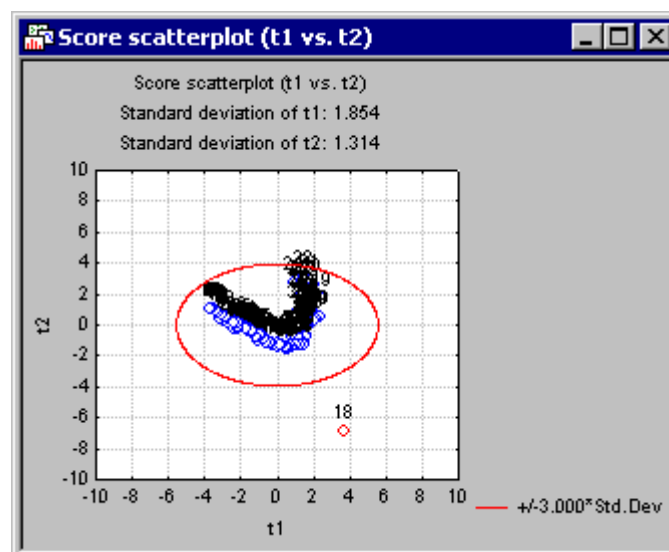 Score scatterplot (t1 vs. t2)
Score scatterplot (t1 vs. t2)
Standard deviation of t1: 1.854
Standard deviation of t2: 1.314
10
8
6
4
2
0
-2
-4
-6
-8
-10
t2
18
-10 -8 -6 -4 -2 0 2 4 6 8 10
t1
+/-3.000*Std.Dev